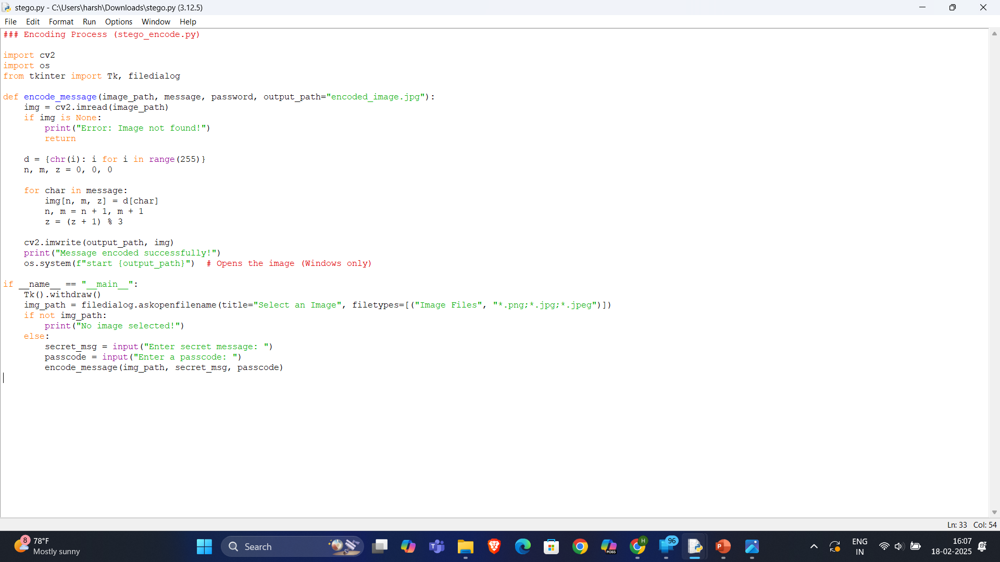 stego.py - C:\Users\harsh\Downloads\stego.py (3.12.5)
File Edit Format Run Options Window Help
### Encoding Process (stego_encode.py)
import cv2
import os
from tkinter import Tk, filedialog
def encode_message(image_path, message, password, output_path="encoded_image.jpg"):
    img = cv2.imread(image_path)
    if img is None:
        print("Error: Image not found!")
        return
    d = {chr(i): i for i in range(255)}
    n, m, z = 0, 0, 0
    for char in message:
        img[n, m, z] = d[char]
        n, m = n + 1, m + 1
        z = (z + 1) % 3
    cv2.imwrite(output_path, img)
    print("Message encoded successfully!")
    os.system(f"start {output_path}")  # Opens the image (Windows only)
if __name__ == "__main__":
    Tk().withdraw()
    img_path = filedialog.askopenfilename(title="Select an Image", filetypes=[("Image Files", "*.png;*.jpg;*.jpeg")])
    if not img_path:
        print("No image selected!")
    else:
        secret_msg = input("Enter secret message: ")
        passcode = input("Enter a passcode: ")
        encode_message(img_path, secret_msg, passcode)
Ln: 33 Col: 54
8
78°F
Mostly sunny
Search
T
M365
H
96
P
ENG
IN
16:07
18-02-2025